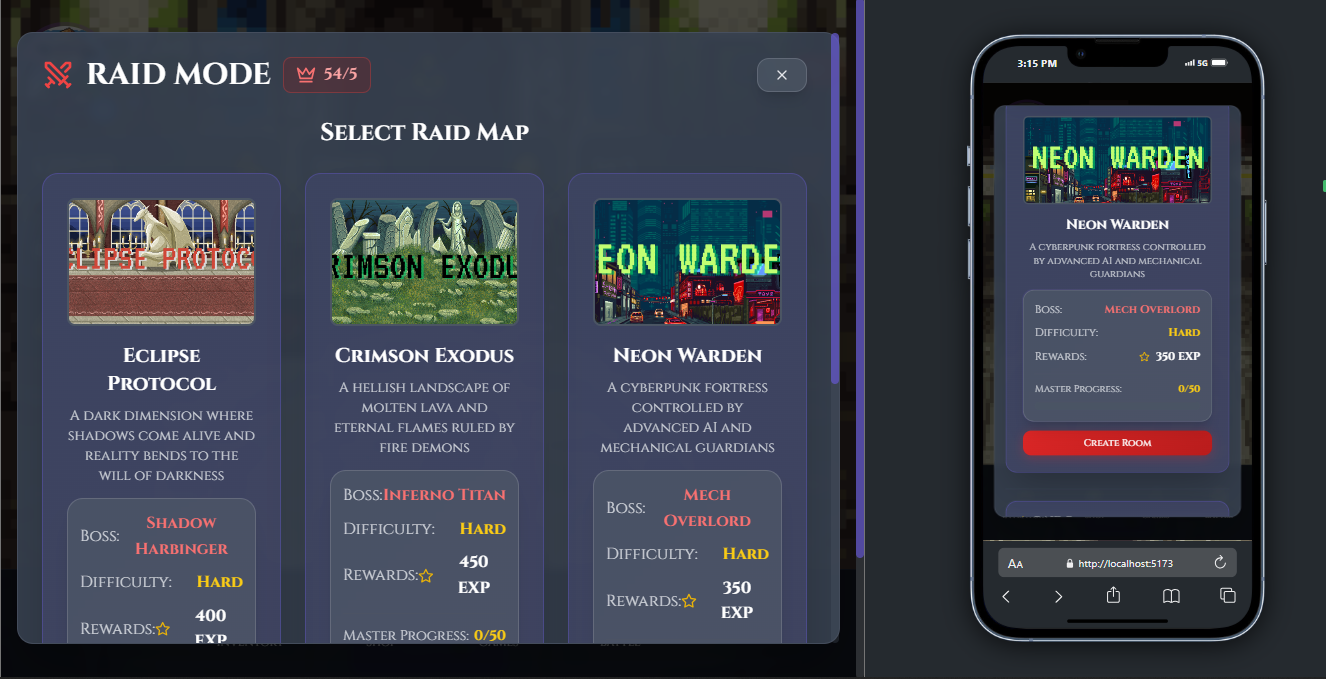 RAID MODE
54/5
Select Raid Map
LIPSE PROTOC
Eclipse
Protocol
A dark dimension where
shadows come alive and
reality bends to the
will of darkness
Boss:
Shadow
Harbinger
Difficulty:
Hard
Rewards:
400
EXP
RIMSON EXODU
Crimson Exodus
A hellish landscape of
molten lava and
eternal flames ruled by
fire demons
Boss: Inferno Titan
Difficulty:
Hard
Rewards:
450
EXP
Master Progress: 0/50
EON WARDE
Neon Warden
A cyberpunk fortress
controlled by
advanced AI and
mechanical guardians
Boss:
Mech
Overlord
Difficulty:
Hard
Rewards:
350
EXP
3:15 PM
5G
NEON WARDEN
Neon Warden
A cyberpunk fortress controlled
by advanced AI and mechanical
guardians
Boss: Mech Overlord
Difficulty: Hard
Rewards: 350 EXP
Master Progress: 0/50
Create Room
AA
http://localhost:5173